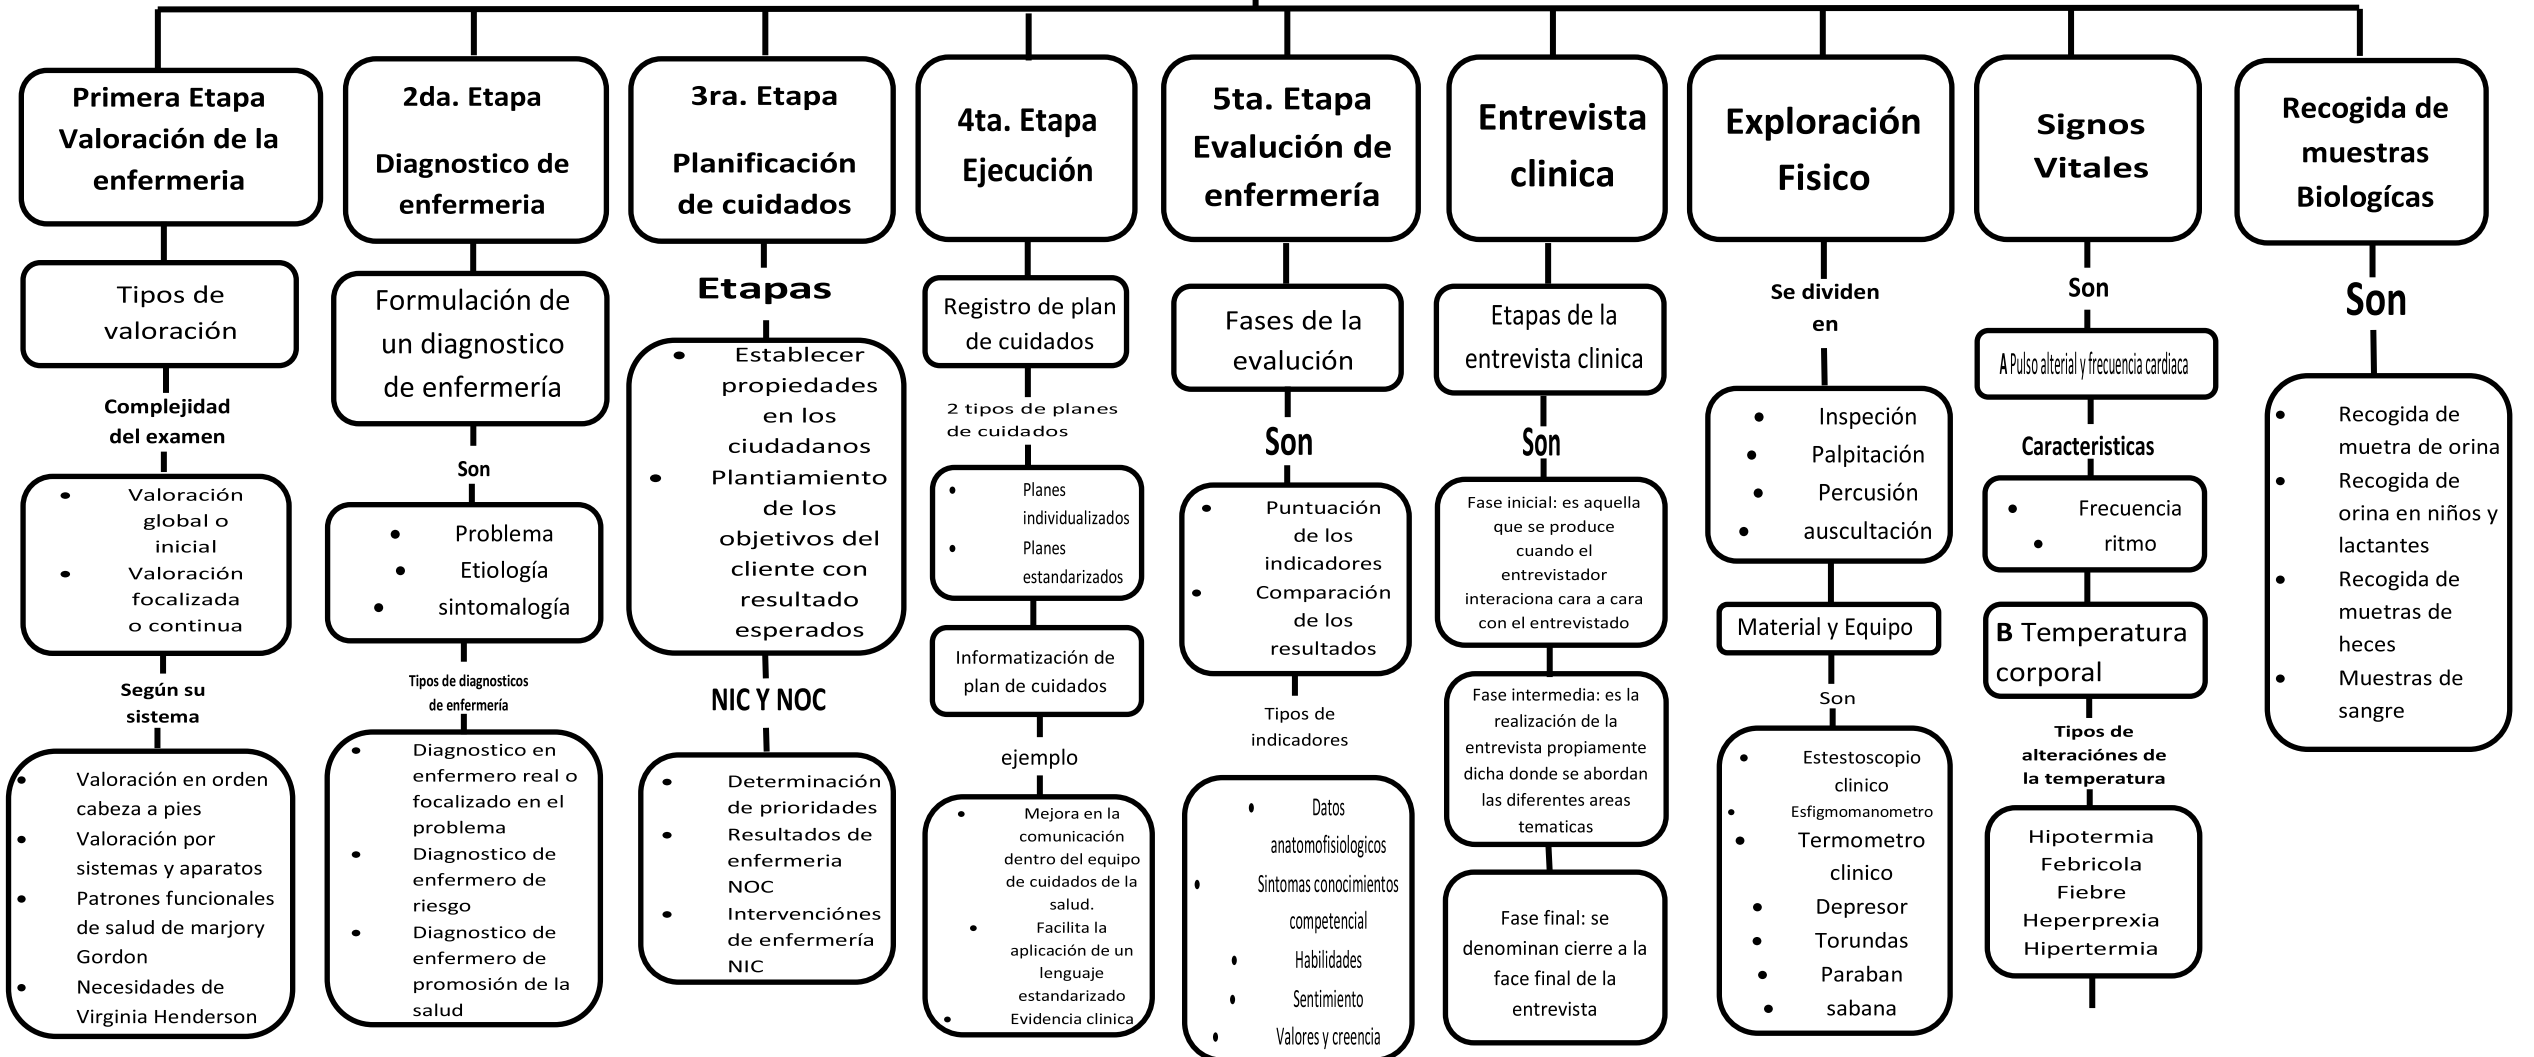 Primera Etapa
Valoración de la
enfermeria
Tipos de
valoración
Complejidad
del examen
• Valoración
global o
inicial
• Valoración
focalizada
o continua
Según su
sistema
• Valoración en orden
cabeza a pies
• Valoración por
sistemas y aparatos
• Patrones funcionales
de salud de marjory
Gordon
• Necesidades de
Virginia Henderson
2da. Etapa
Diagnostico de
enfermeria
Formulación de
un diagnostico
de enfermería
Son
• Problema
• Etiología
• sintomalogía
Tipos de diagnosticos
de enfermería
• Diagnostico en
enfermero real o
focalizado en el
problema
• Diagnostico de
enfermero de
riesgo
• Diagnostico de
enfermero de
promosión de la
salud
3ra. Etapa
Planificación
de cuidados
Etapas
• Establecer
propiedades
en los
ciudadanos
• Plantiamiento
de los
objetivos del
cliente con
resultado
esperados
NIC Y NOC
• Determinación
de prioridades
• Resultados de
enfermeria
NOC
• Intervenciónes
de enfermería
NIC
4ta. Etapa
Ejecución
Registro de plan
de cuidados
2 tipos de planes
de cuidados
• Planes
individualizados
• Planes
estandarizados
Informatización de
plan de cuidados
ejemplo
• Mejora en la
comunicación
dentro del equipo
de cuidados de la
salud.
• Facilita la
aplicación de un
lenguaje
estandarizado
• Evidencia clinica
5ta. Etapa
Evalución de
enfermería
Fases de la
evalución
Son
• Puntuación
de los
indicadores
• Comparación
de los
resultados
Tipos de
indicadores
• Datos
anatomofisiologicos
• Sintomas conocimientos
competencial
• Habilidades
• Sentimiento
• Valores y creencia
Entrevista
clinica
Etapas de la
entrevista clinica
Son
Fase inicial: es aquella
que se produce
cuando el
entrevistador
interaciona cara a cara
con el entrevistado
Fase intermedia: es la
realización de la
entrevista propiamente
dicha donde se abordan
las diferentes areas
tematicas
Fase final: se
denominan cierre a la
face final de la
entrevista
Exploración
Fisico
Se dividen
en
• Inspeción
• Palpitación
• Percusión
• auscultación
Material y Equipo
Son
• Estestoscopio
clinico
• Esfigmomanometro
• Termometro
clinico
• Depresor
• Torundas
• Paraban
• sabana
Signos
Vitales
Son
A Pulso alterial y frecuencia cardiaca
Caracteristicas
• Frecuencia
• ritmo
B Temperatura
corporal
Tipos de
alteraciónes de
la temperatura
Hipotermia
Febricola
Fiebre
Heperprexia
Hipertermia
Recogida de
muestras
Biologícas
Son
• Recogida de
muetra de orina
• Recogida de
orina en niños y
lactantes
• Recogida de
muetras de
heces
• Muestras de
sangre